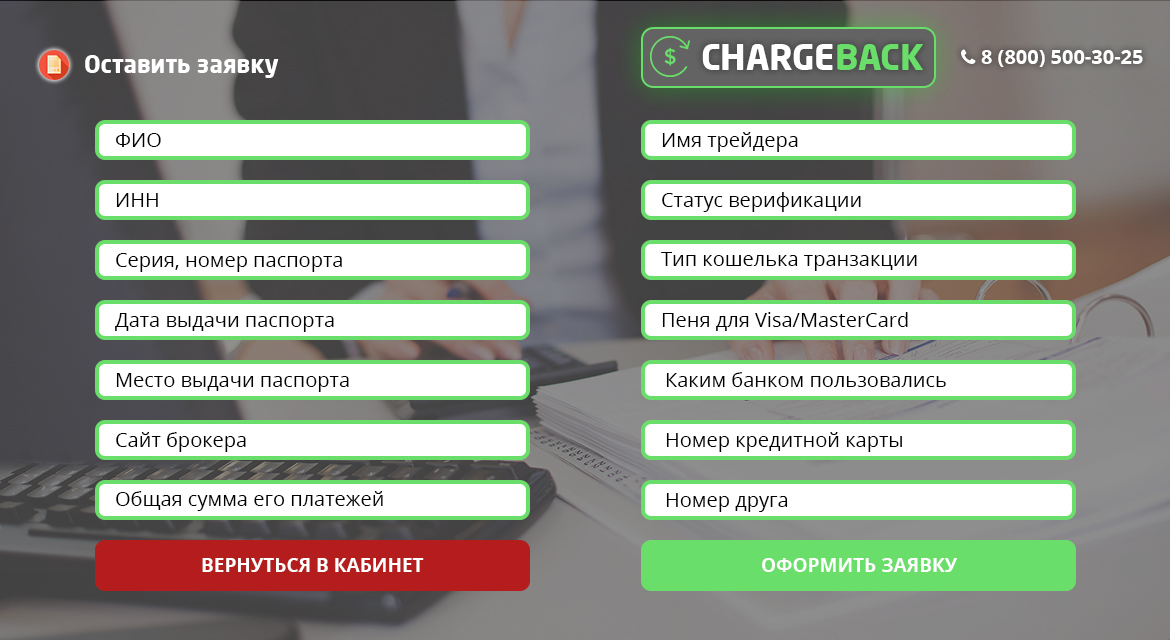 Оставить заявку
CHARGEBACK
8 (800) 500-30-25
ФИО
ИНН
Серия, номер паспорта
Дата выдачи паспорта
Место выдачи паспорта
Сайт брокера
Общая сумма его платежей
ВЕРНУТЬСЯ В КАБИНЕТ
Имя трейдера
Статус верификации
Тип кошелька транзакции
Пеня для Visa/MasterCard
Каким банком пользовались
Номер кредитной карты
Номер друга
ОФОРМИТЬ ЗАЯВКУ